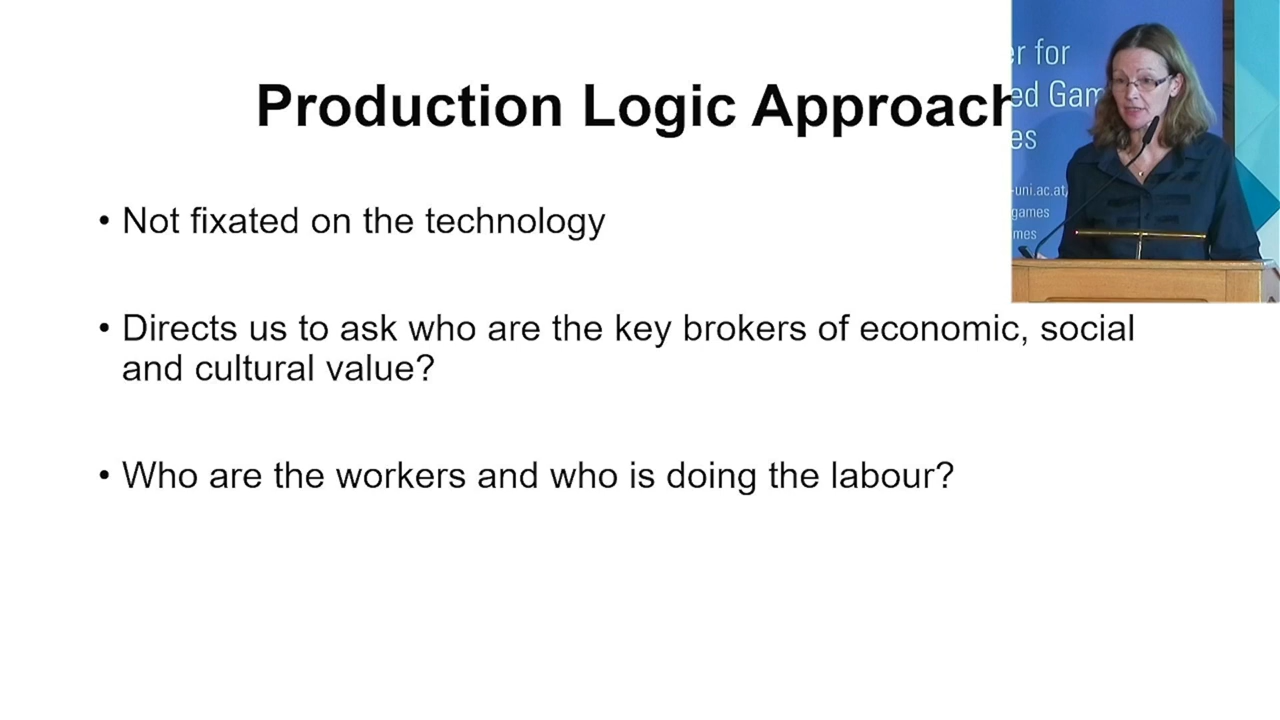 Production Logic Approach
• Not fixated on the technology
• Directs us to ask who are the key brokers of economic, social
and cultural value?
• Who are the workers and who is doing the labour?
er for
ed Gam
es
-uni.ac.at/
games
mes